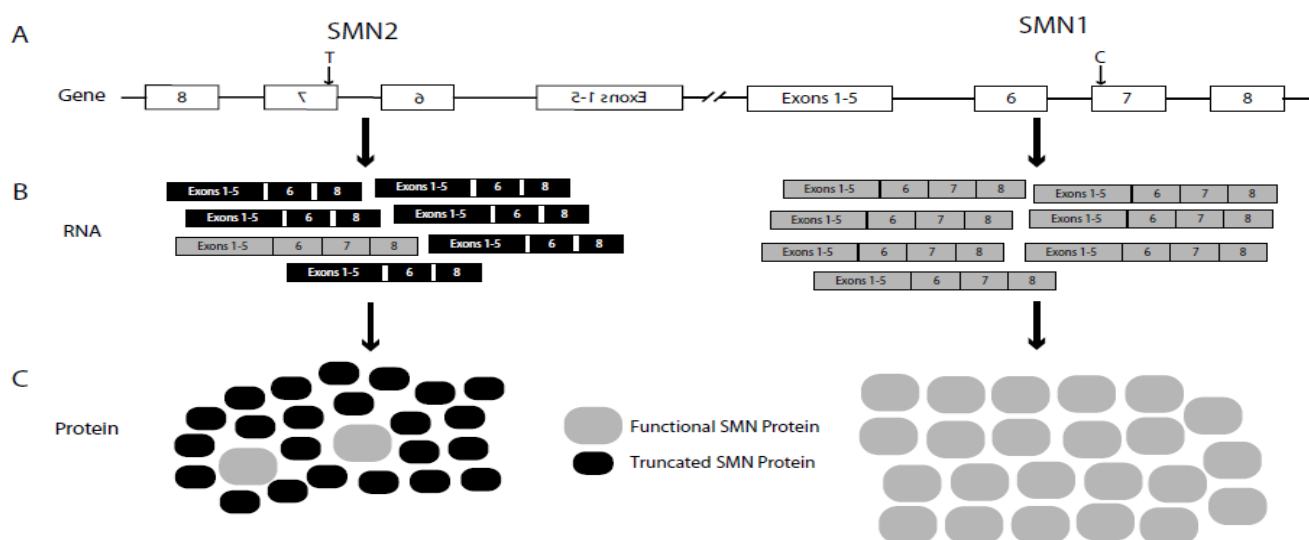 A
SMN2 SMN1
T C
Gene 8 7 6 Exons 1-5 Exons 1-5 6 7 8
B
Exons 1-5 6 8 Exons 1-5 6 8 Exons 1-5 6 7 8 Exons 1-5 6 7 8
Exons 1-5 6 8 Exons 1-5 6 8 Exons 1-5 6 7 8 Exons 1-5 6 7 8
RNA
Exons 1-5 6 7 8 Exons 1-5 6 8 Exons 1-5 6 7 8 Exons 1-5 6 7 8
Exons 1-5 6 8 Exons 1-5 6 7 8
C
Protein
Functional SMN Protein
Truncated SMN Protein